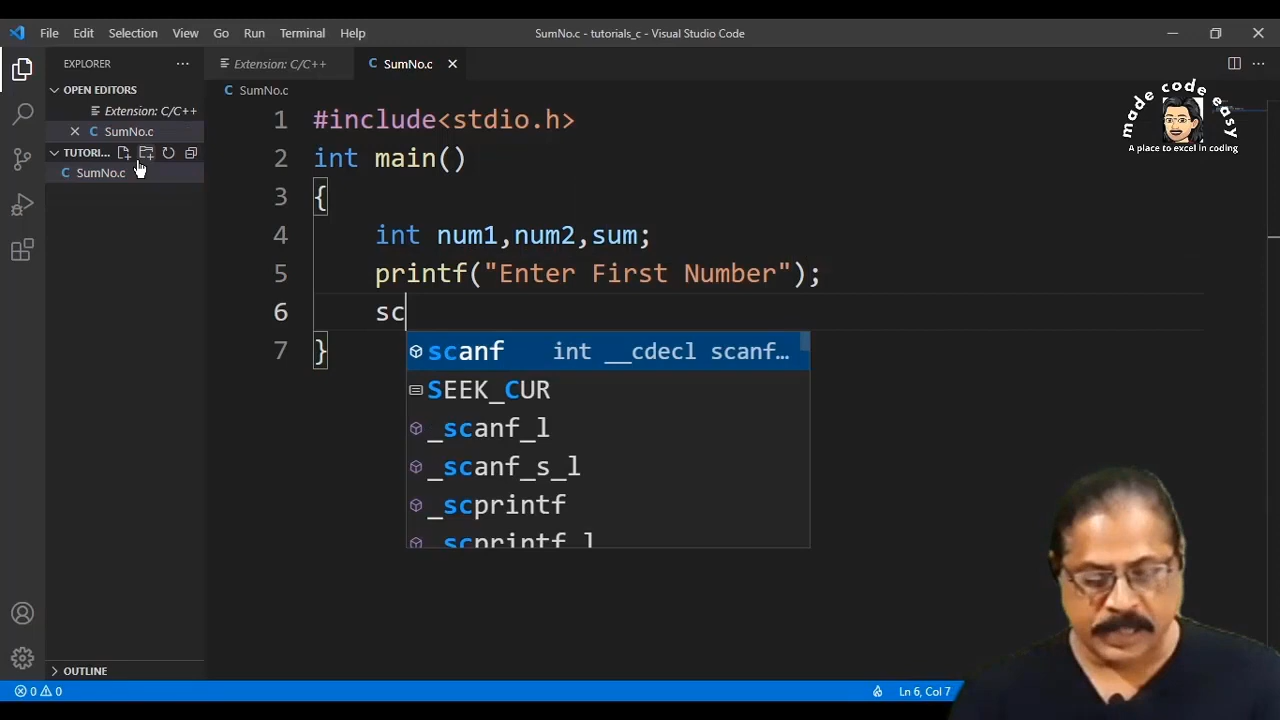 File Edit Selection View Go Run Terminal Help
SumNo.c - tutorials_c - Visual Studio Code
EXPLORER
OPEN EDITORS
Extension: C/C++
C SumNo.c
TUTORI...
C SumNo.c
OUTLINE
Extension: C/C++
C SumNo.c
C SumNo.c
1 #include<stdio.h>
2 int main()
3 {
4 int num1,num2,sum;
5 printf("Enter First Number");
6 sc
7 }
scanf int __cdecl scanf…
SEEK_CUR
_scanf_l
_scanf_s_l
_scprintf
_scprintf_l
made code easy
A place to excel in coding
0 0
Ln 6, Col 7